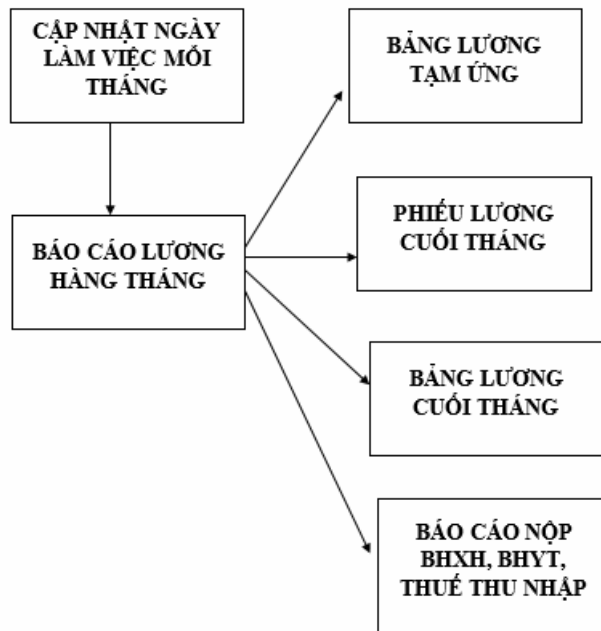 CẬP NHẬT NGÀY
LÀM VIỆC MỖI
THÁNG
BẢNG LƯƠNG
TẠM ỨNG
BÁO CÁO LƯƠNG
HÀNG THÁNG
PHIẾU LƯƠNG
CUỐI THÁNG
BẢNG LƯƠNG
CUỐI THÁNG
BÁO CÁO NỘP
BHXH, BHYT,
THUẾ THU NHẬP